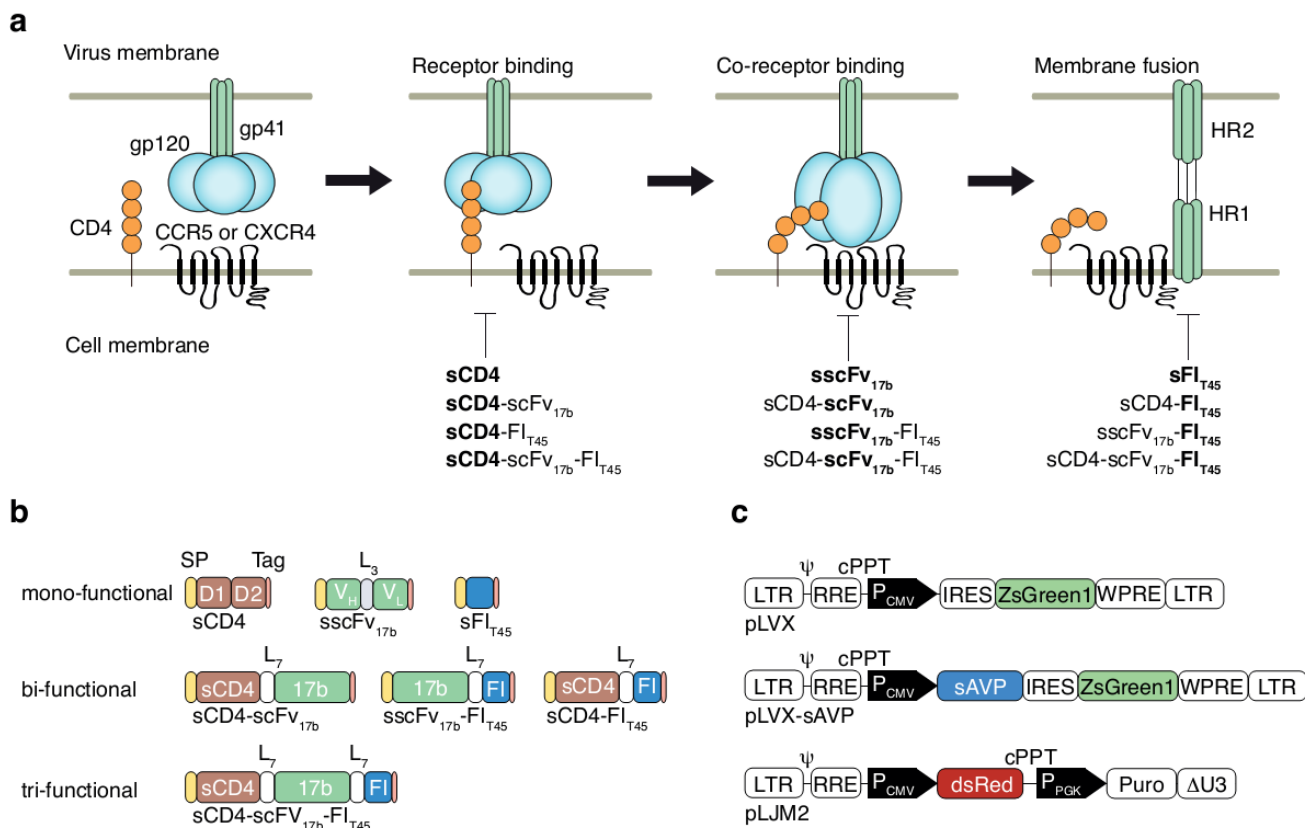 a
Virus membrane
Receptor binding
Co-receptor binding
Membrane fusion
gp120
gp41
HR2
CD4
CCR5 or CXCR4
HR1
Cell membrane
sCD4
sCD4-scFv17b
sCD4-FIT45
sCD4-scFv17b-FIT45
sscFv17b
sCD4-scFv17b
sscFv17b-FIT45
sCD4-scFv17b-FIT45
sFIT45
sCD4-FIT45
sscFv17b-FIT45
sCD4-scFv17b-FIT45
b
SP Tag L3
mono-functional D1 D2 VH VL
sCD4 sscFv17b sFIT45
L7 L7 L7
bi-functional sCD4 17b 17b FI sCD4 FI
sCD4-scFv17b sscFv17b-FIT45 sCD4-FIT45
L7 L7
tri-functional sCD4 17b FI
sCD4-scFV17b-FIT45
c
ψ cPPT
LTR RRE PCMV IRES ZsGreen1 WPRE LTR
pLVX
ψ cPPT
LTR RRE PCMV sAVP IRES ZsGreen1 WPRE LTR
pLVX-sAVP
ψ cPPT
LTR RRE PCMV dsRed PPGK Puro ΔU3
pLJM2